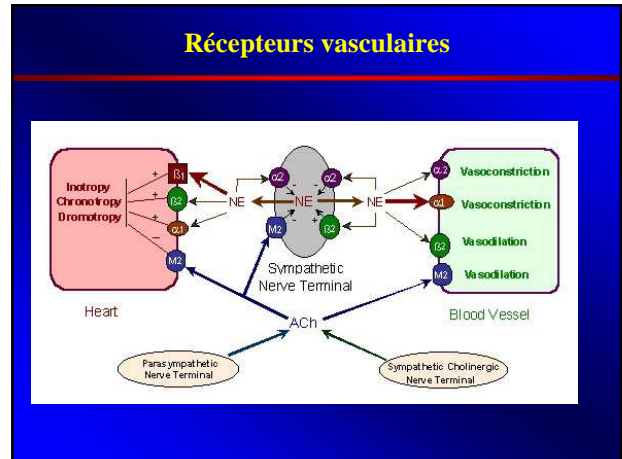 Récepteurs vasculaires
Inotropy
Chronotropy
Dromotropy
+
+
+
–
ß1
ß2
α1
M2
Heart
NE
α2
α2
-
-
NE
-
-
+
M2
ß2
Sympathetic
Nerve Terminal
NE
α2
α1
ß2
M2
Vasoconstriction
Vasoconstriction
Vasodilation
Vasodilation
Blood Vessel
ACh
Parasympathetic
Nerve Terminal
Sympathetic Cholinergic
Nerve Terminal